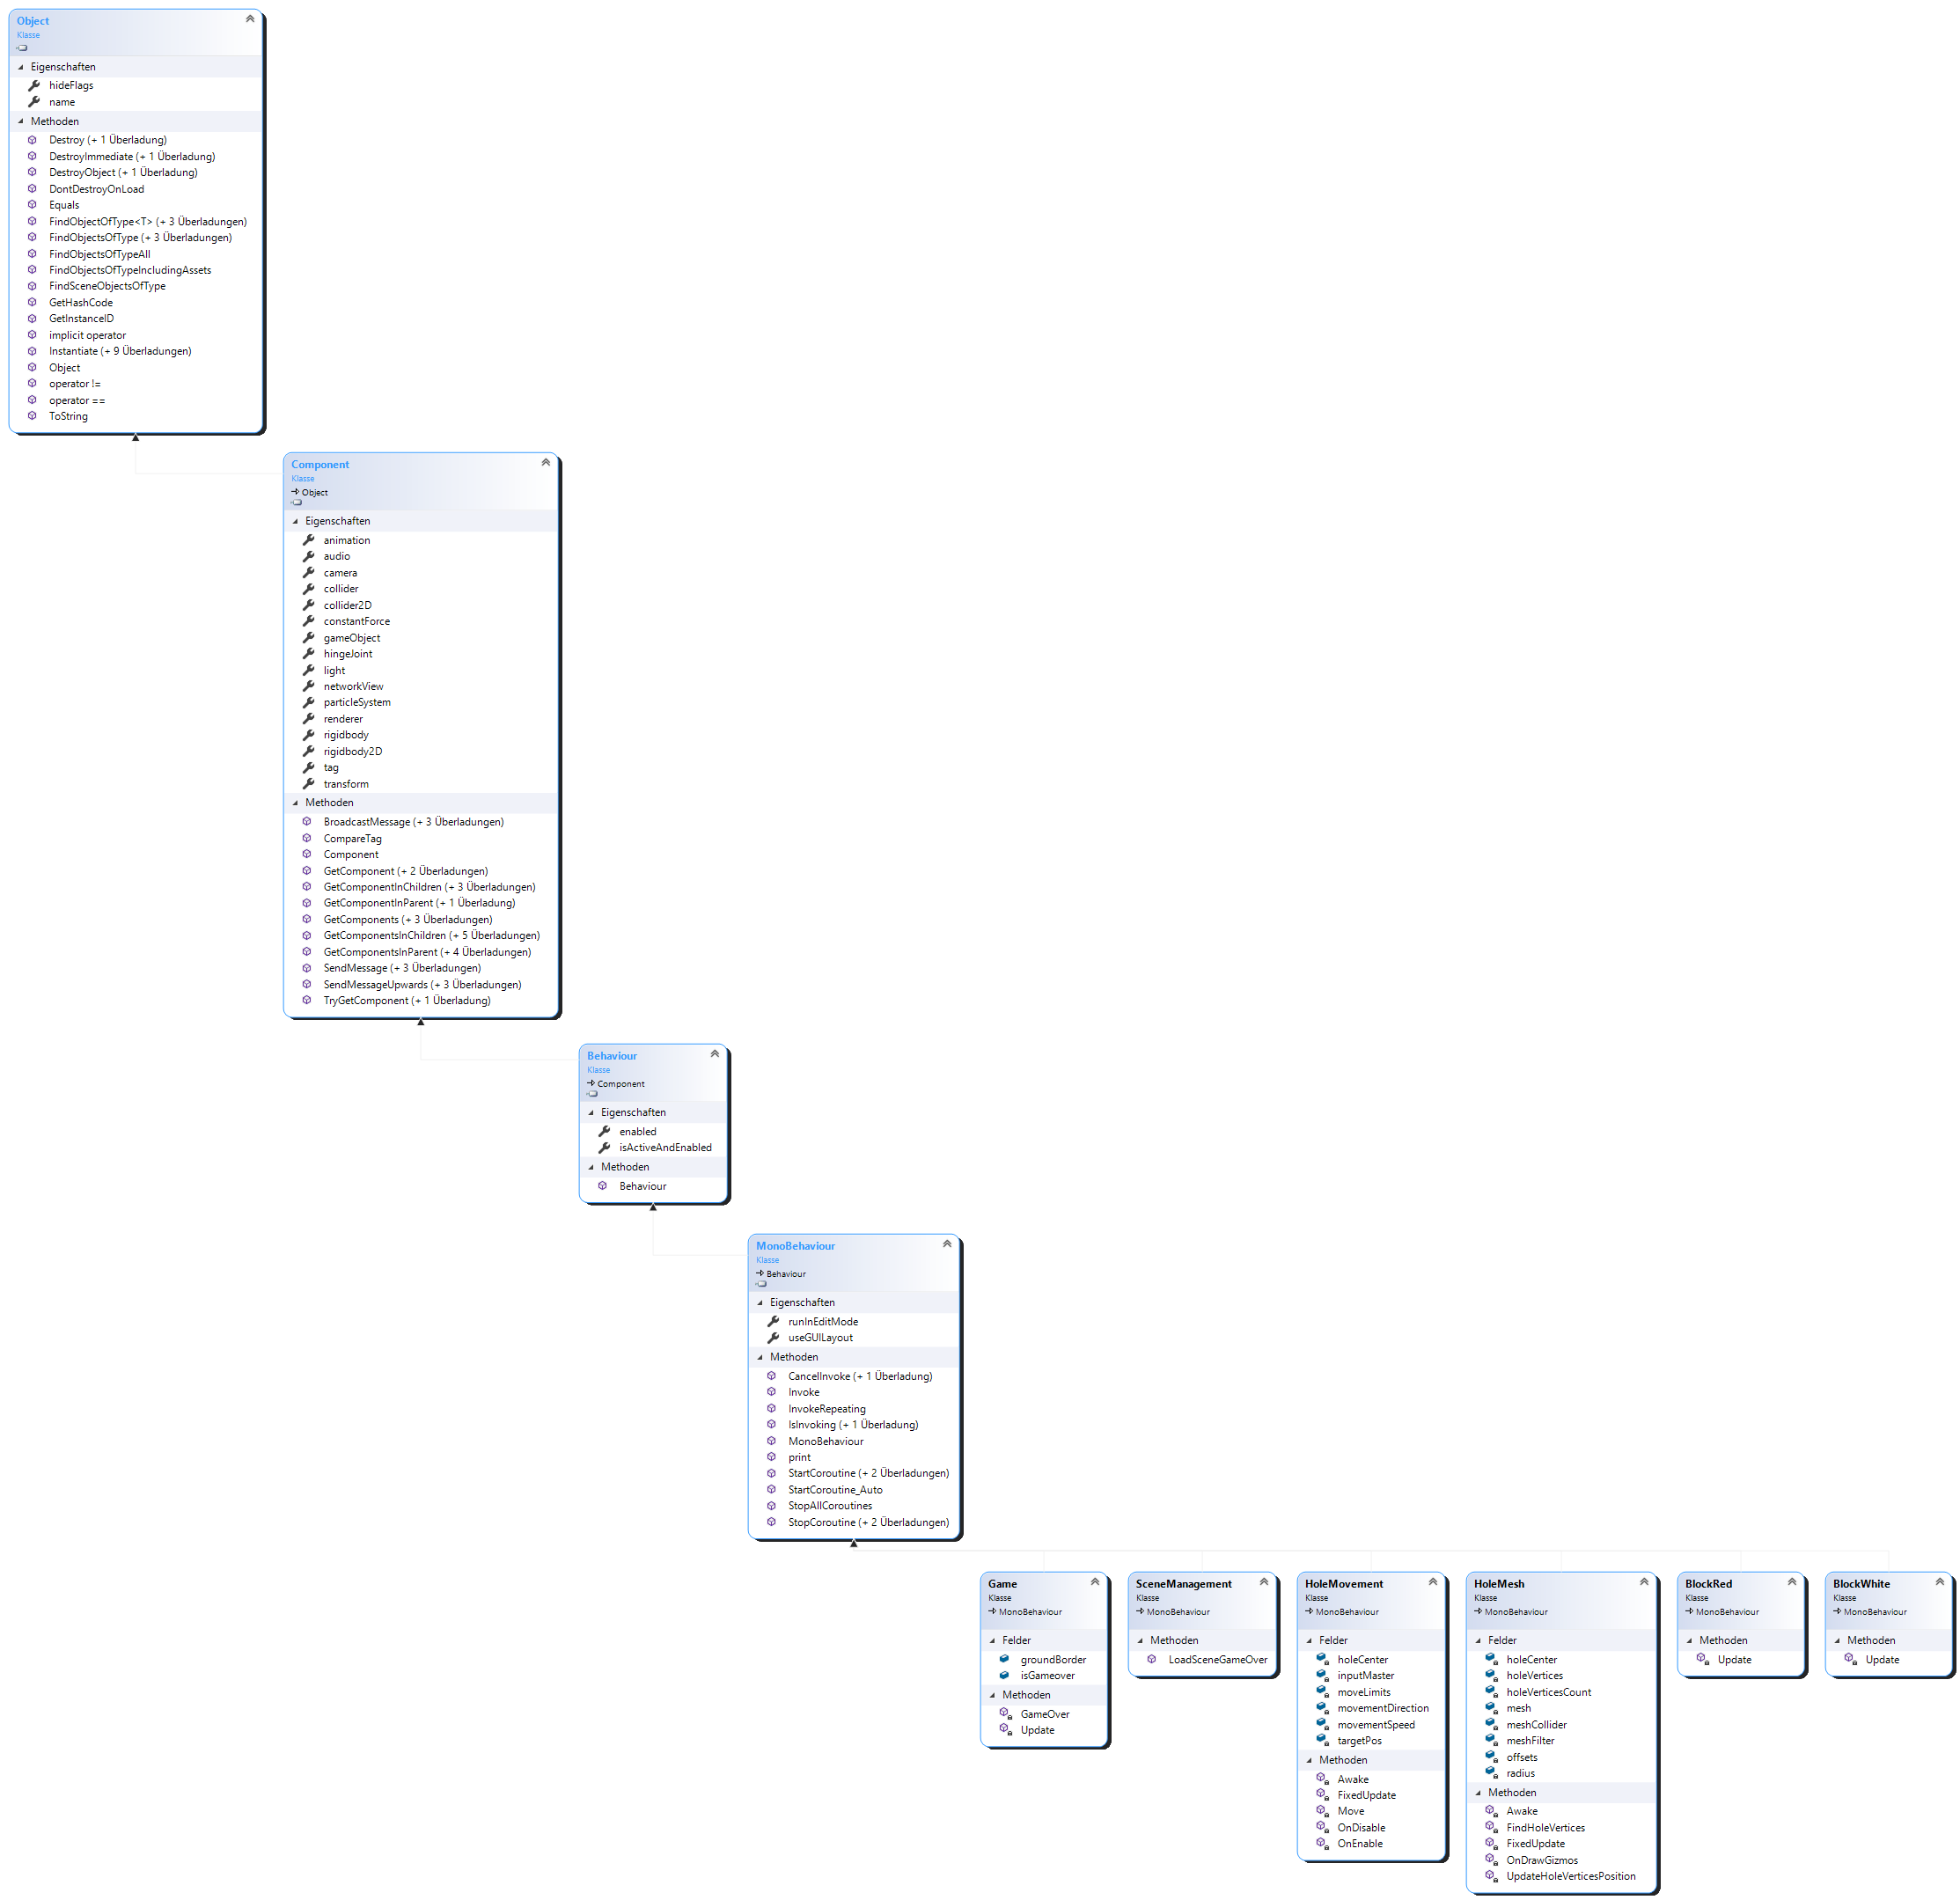 Object
Klasse
Eigenschaften
hideFlags
name
Methoden
Destroy (+ 1 Überladung)
DestroyImmediate (+ 1 Überladung)
DestroyObject (+ 1 Überladung)
DontDestroyOnLoad
Equals
FindObjectOfType<T> (+ 3 Überladungen)
FindObjectsOfType (+ 3 Überladungen)
FindObjectsOfTypeAll
FindObjectsOfTypeIncludingAssets
FindSceneObjectsOfType
GetHashCode
GetInstanceID
implicit operator
Instantiate (+ 9 Überladungen)
Object
operator !=
operator ==
ToString
Component
Klasse
Object
Eigenschaften
animation
audio
camera
collider
collider2D
constantForce
gameObject
hingeJoint
light
networkView
particleSystem
renderer
rigidbody
rigidbody2D
tag
transform
Methoden
BroadcastMessage (+ 3 Überladungen)
CompareTag
Component
GetComponent (+ 2 Überladungen)
GetComponentInChildren (+ 3 Überladungen)
GetComponentInParent (+ 1 Überladung)
GetComponents (+ 3 Überladungen)
GetComponentsInChildren (+ 5 Überladungen)
GetComponentsInParent (+ 4 Überladungen)
SendMessage (+ 3 Überladungen)
SendMessageUpwards (+ 3 Überladungen)
TryGetComponent (+ 1 Überladung)
Behaviour
Klasse
Component
Eigenschaften
enabled
isActiveAndEnabled
Methoden
Behaviour
MonoBehaviour
Klasse
Behaviour
Eigenschaften
runInEditMode
useGUILayout
Methoden
CancelInvoke (+ 1 Überladung)
Invoke
InvokeRepeating
IsInvoking (+ 1 Überladung)
MonoBehaviour
print
StartCoroutine (+ 2 Überladungen)
StartCoroutine_Auto
StopAllCoroutines
StopCoroutine (+ 2 Überladungen)
Game
Klasse
MonoBehaviour
Felder
groundBorder
isGameover
Methoden
GameOver
Update
SceneManagement
Klasse
MonoBehaviour
Methoden
LoadSceneGameOver
HoleMovement
Klasse
MonoBehaviour
Felder
holeCenter
inputMaster
moveLimits
movementDirection
movementSpeed
targetPos
Methoden
Awake
FixedUpdate
Move
OnDisable
OnEnable
HoleMesh
Klasse
MonoBehaviour
Felder
holeCenter
holeVertices
holeVerticesCount
mesh
meshCollider
meshFilter
offsets
radius
Methoden
Awake
FindHoleVertices
FixedUpdate
OnDrawGizmos
UpdateHoleVerticesPosition
BlockRed
Klasse
MonoBehaviour
Methoden
Update
BlockWhite
Klasse
MonoBehaviour
Methoden
Update